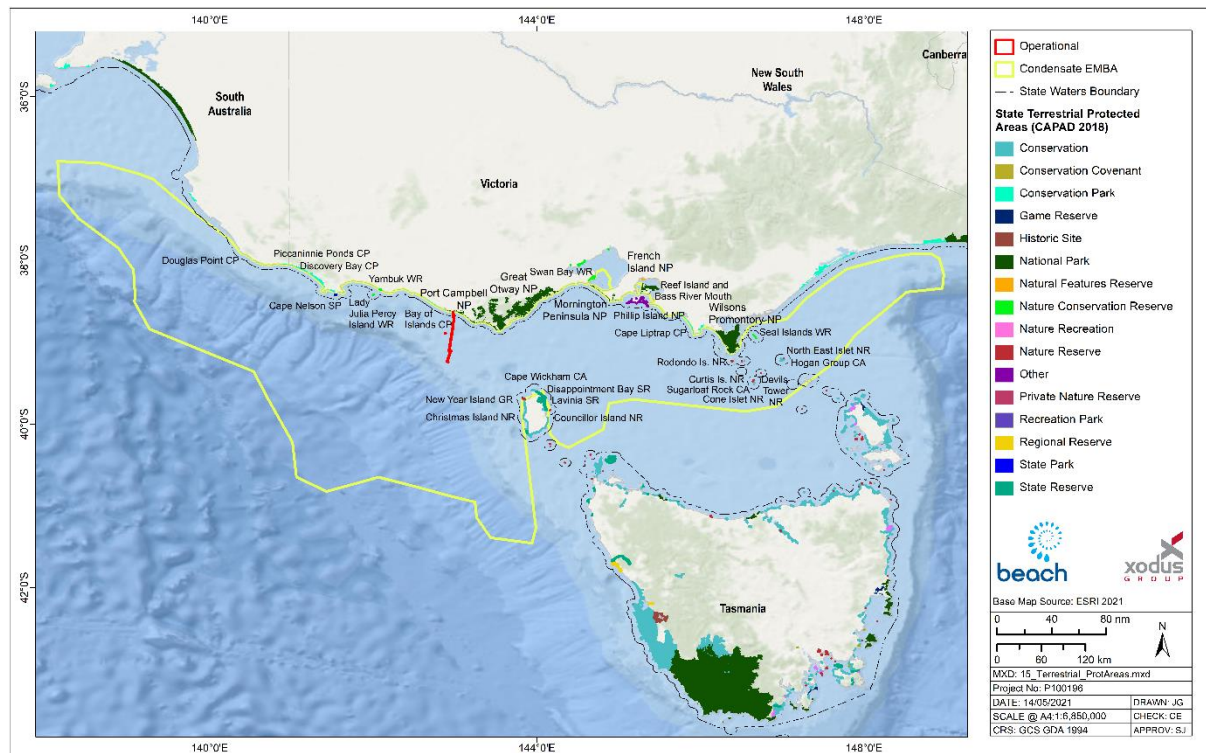 140°0'E
144°0'E
148°0'E
36°0'S
38°0'S
40°0'S
42°0'S
140°0'E
144°0'E
148°0'E
Canberra
New South
Wales
South
Australia
Victoria
Tasmania
Douglas Point CP
Piccaninnie Ponds CP
Discovery Bay CP
Cape Nelson SP
Yambuk WR
Lady
Julia Percy
Island WR
Bay of
Islands CP
Port Campbell
NP
Great
Otway NP
Swan Bay WR
Mornington
Peninsula NP
French
Island NP
Reef Island and
Bass River Mouth
Phillip Island NP
Cape Liptrap CP
Wilsons
Promontory NP
Seal Islands WR
Rodondo Is. NR
North East Islet NR
Hogan Group CA
Curtis Is. NR
Devils
Tower
NR
Sugarloaf Rock CA
Cone Islet NR
Cape Wickham CA
Disappointment Bay SR
New Year Island GR
Lavinia SR
Christmas Island NR
Councillor Island NR
Operational
Condensate EMBA
State Waters Boundary
State Terrestrial Protected
Areas (CAPAD 2018)
Conservation
Conservation Covenant
Conservation Park
Game Reserve
Historic Site
National Park
Natural Features Reserve
Nature Conservation Reserve
Nature Recreation
Nature Reserve
Other
Private Nature Reserve
Recreation Park
Regional Reserve
State Park
State Reserve
beach
xodus
GROUP
Base Map Source: ESRI 2021
0 40 80 nm
N
0 60 120 km
MXD: 15_Terrestrial_ProtAreas.mxd
Project No: P100196
DATE: 14/05/2021
DRAWN: JG
SCALE @ A4:1:6,850,000
CHECK: CE
CRS: GCS GDA 1994
APPROV: SJ